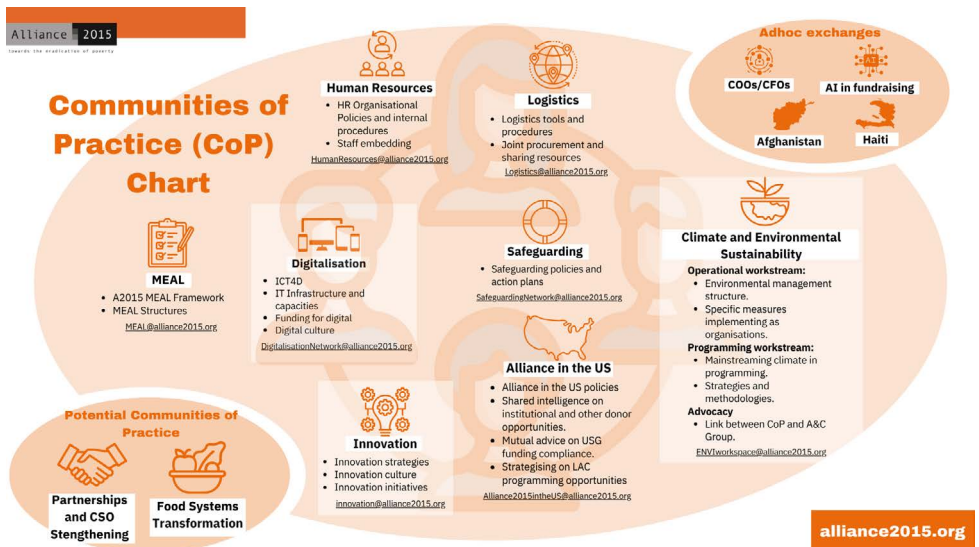 Alliance 2015
towards the eradication of poverty
Communities of
Practice (CoP)
Chart
Human Resources
• HR Organisational
Policies and internal
procedures
• Staff embedding
HumanResources@alliance2015.org
Logistics
• Logistics tools and
procedures
• Joint procurement and
sharing resources
Logistics@alliance2015.org
Adhoc exchanges
COOs/CFOs
AI
AI in fundraising
Afghanistan
Haiti
MEAL
• A2015 MEAL Framework
• MEAL Structures
MEAL@alliance2015.org
Digitalisation
• ICT4D
• IT Infrastructure and
capacities
• Funding for digital
• Digital culture
DigitalisationNetwork@alliance2015.org
Safeguarding
• Safeguarding policies and
action plans
SafeguardingNetwork@alliance2015.org
Climate and Environmental
Sustainability
Operational workstream:
• Environmental management
structure.
• Specific measures
implementing as
organisations.
Programming workstream:
• Mainstreaming climate in
programming.
• Strategies and
methodologies.
Advocacy
• Link between CoP and A&C
Group.
ENVIworkspace@alliance2015.org
Alliance in the US
• Alliance in the US policies
• Shared intelligence on
institutional and other donor
opportunities.
• Mutual advice on USG
funding compliance.
• Strategising on LAC
programming opportunities
Alliance2015intheUS@alliance2015.org
Innovation
• Innovation strategies
• Innovation culture
• Innovation initiatives
innovation@alliance2015.org
Potential Communities of
Practice
Partnerships
and CSO
Stengthening
Food Systems
Transformation
alliance2015.org